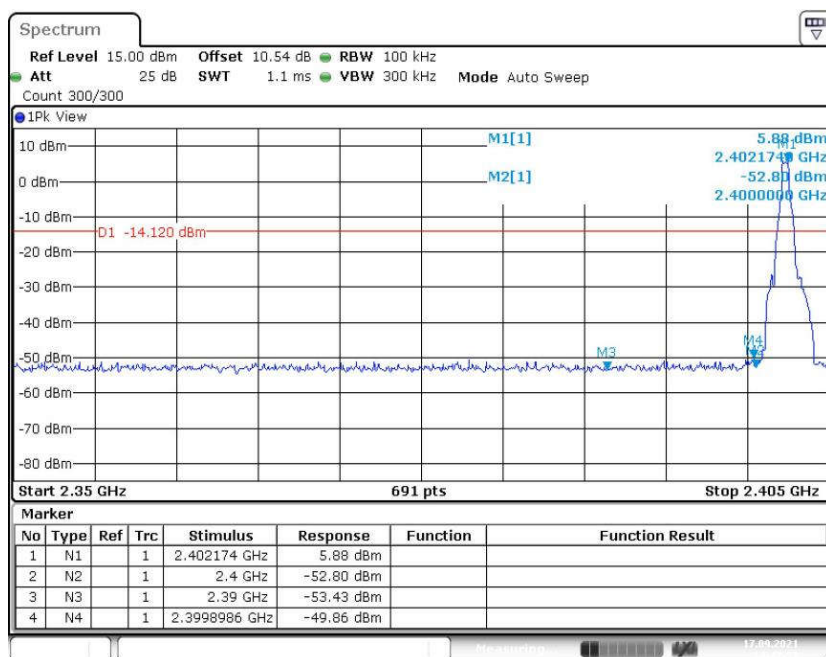 Spectrum
Ref Level 15.00 dBm Offset 10.54 dB RBW 100 kHz
Att 25 dB SWT 1.1 ms VBW 300 kHz Mode Auto Sweep
Count 300/300
1Pk View
M1[1] 5.88 dBm
M1
2.4021740 GHz
M2[1] -52.80 dBm
2.4000000 GHz
10 dBm
0 dBm
-10 dBm
D1 -14.120 dBm
-20 dBm
-30 dBm
-40 dBm
-50 dBm
M3
M4
-60 dBm
-70 dBm
-80 dBm
Start 2.35 GHz 691 pts Stop 2.405 GHz
Marker
No Type Ref Trc Stimulus Response Function Function Result
1 N1 1 2.402174 GHz 5.88 dBm
2 N2 1 2.4 GHz -52.80 dBm
3 N3 1 2.39 GHz -53.43 dBm
4 N4 1 2.3998986 GHz -49.86 dBm
Measuring...
17.09.2021